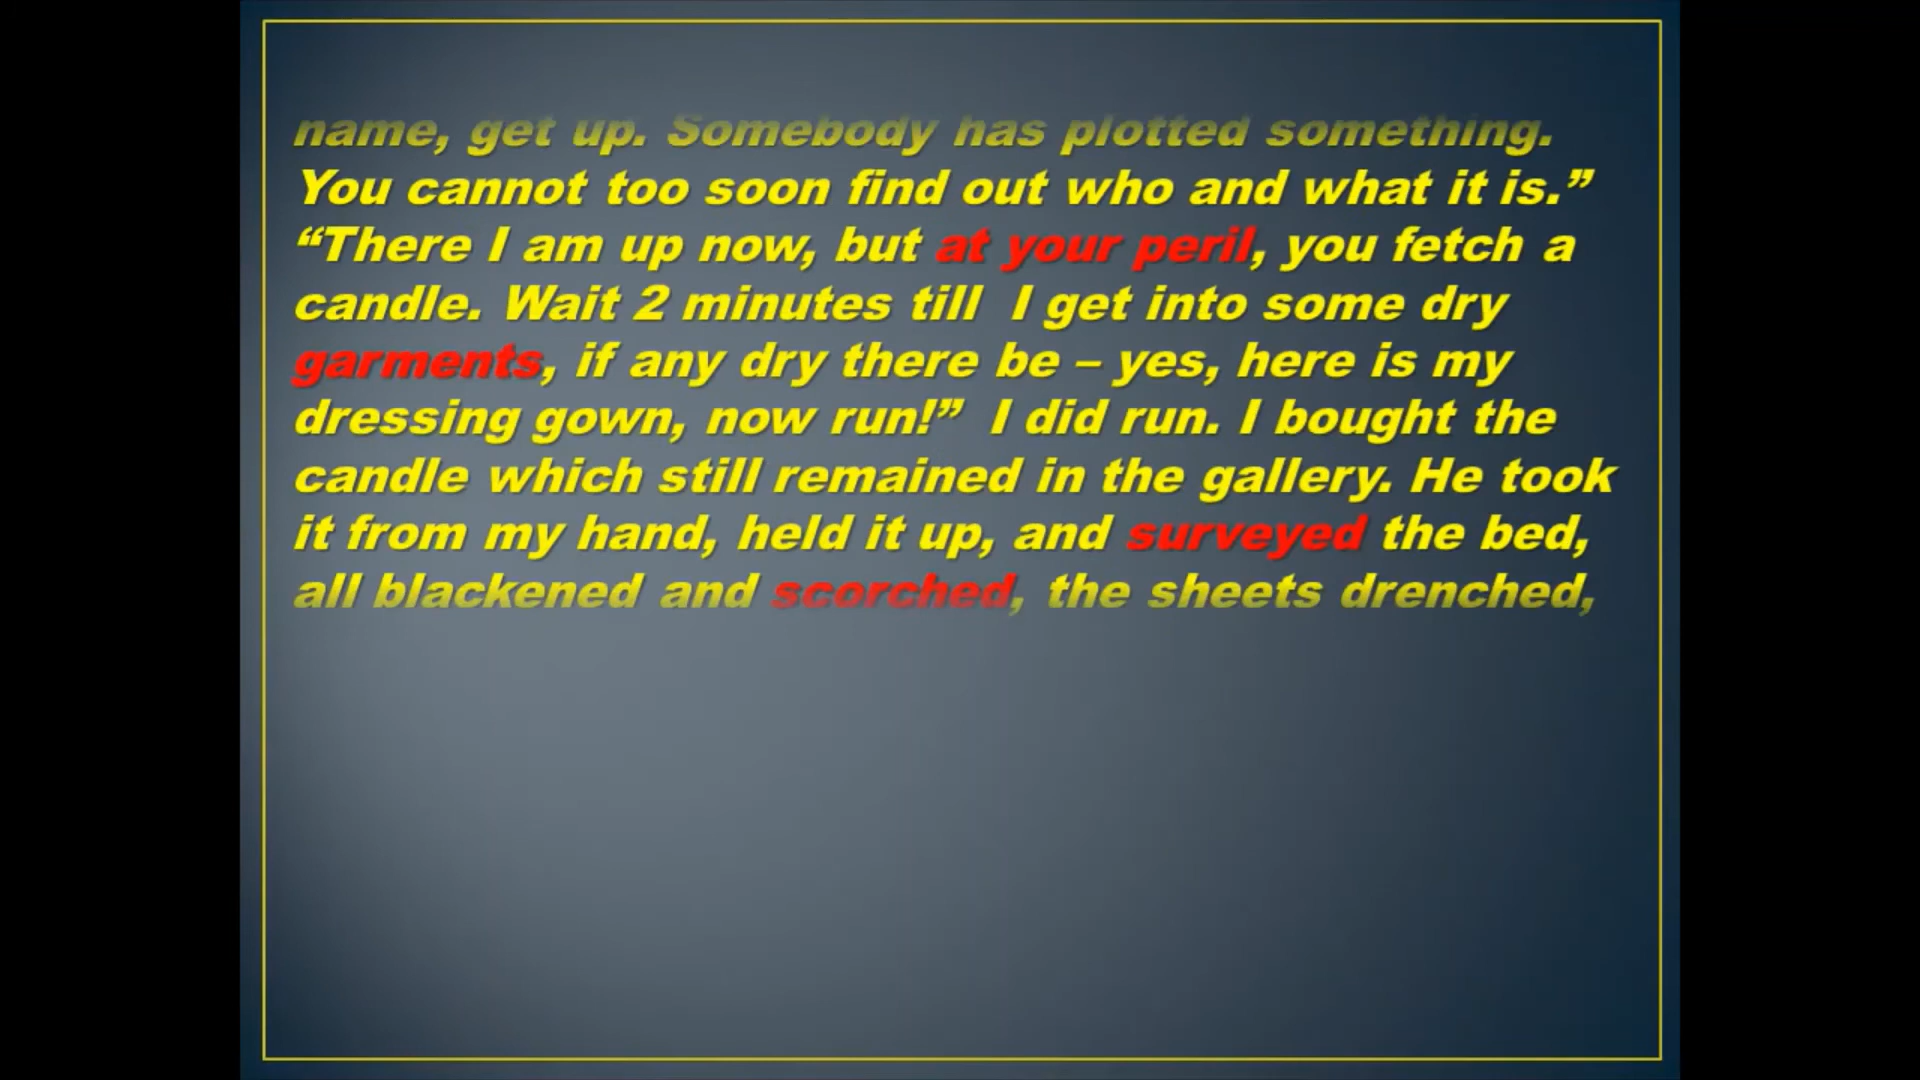 name, get up. Somebody has plotted something.
You cannot too soon find out who and what it is.”
“There I am up now, but at your peril, you fetch a
candle. Wait 2 minutes till  I get into some dry
garments, if any dry there be – yes, here is my
dressing gown, now run!”  I did run. I bought the
candle which still remained in the gallery. He took
it from my hand, held it up, and surveyed the bed,
all blackened and scorched, the sheets drenched,